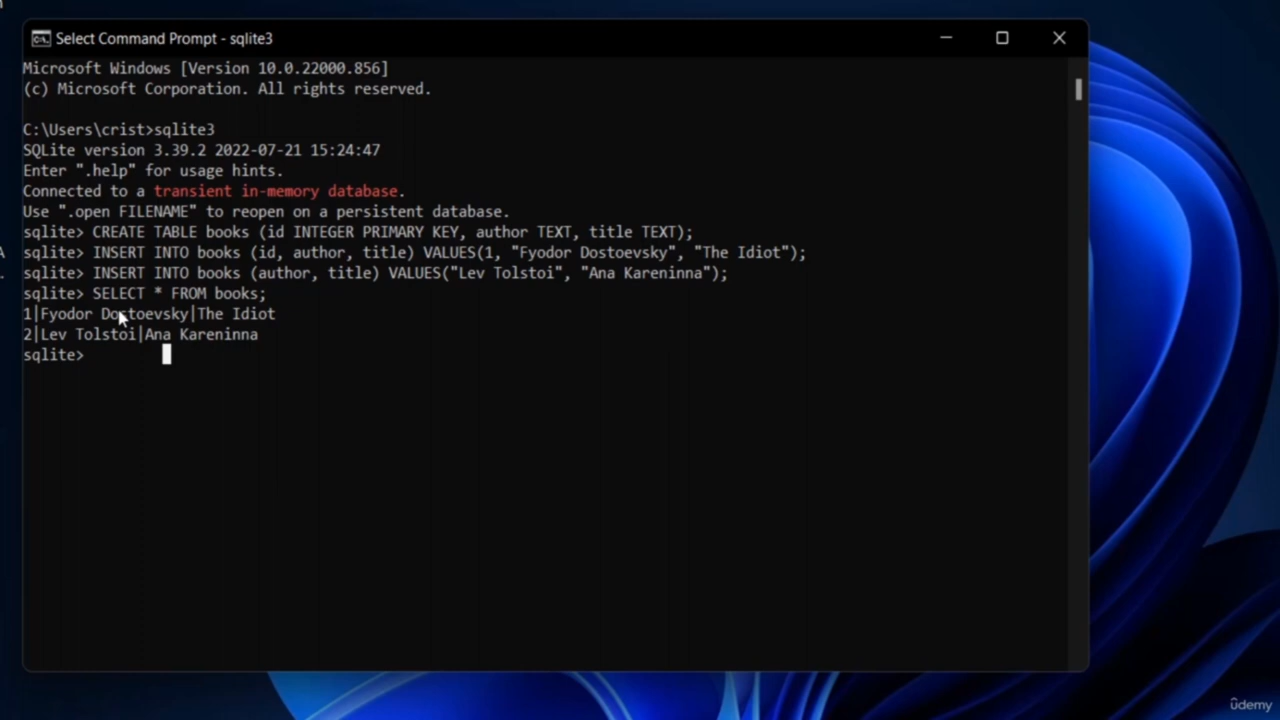 Select Command Prompt - sqlite3
Microsoft Windows [Version 10.0.22000.856]
(c) Microsoft Corporation. All rights reserved.
C:\Users\crist>sqlite3
SQLite version 3.39.2 2022-07-21 15:24:47
Enter ".help" for usage hints.
Connected to a transient in-memory database.
Use ".open FILENAME" to reopen on a persistent database.
sqlite> CREATE TABLE books (id INTEGER PRIMARY KEY, author TEXT, title TEXT);
sqlite> INSERT INTO books (id, author, title) VALUES(1, "Fyodor Dostoevsky", "The Idiot");
sqlite> INSERT INTO books (author, title) VALUES("Lev Tolstoi", "Ana Kareninna");
sqlite> SELECT * FROM books;
1|Fyodor Dostoevsky|The Idiot
2|Lev Tolstoi|Ana Kareninna
sqlite>
ûdemy